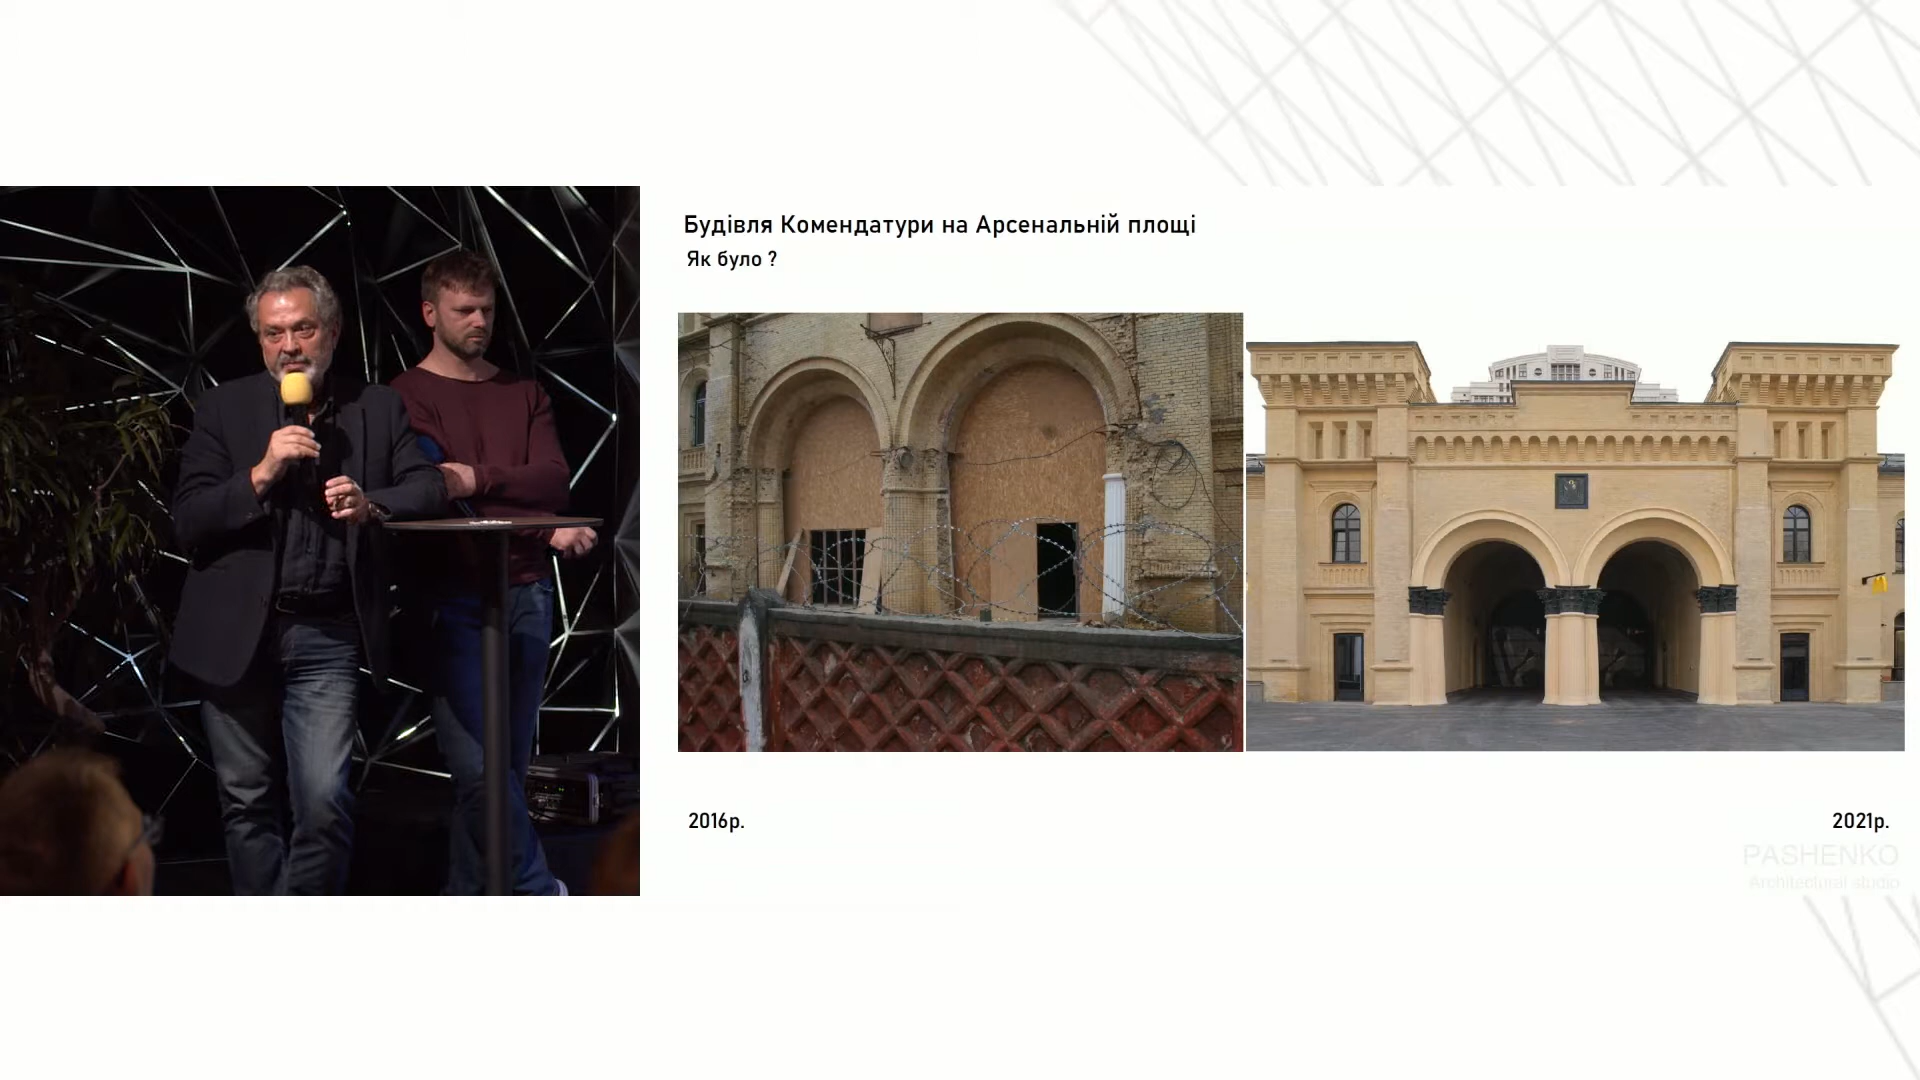 Будівля Комендатури на Арсенальній площі
Як було ?
2016р.
2021р.
PASHENKO
Architectural studio